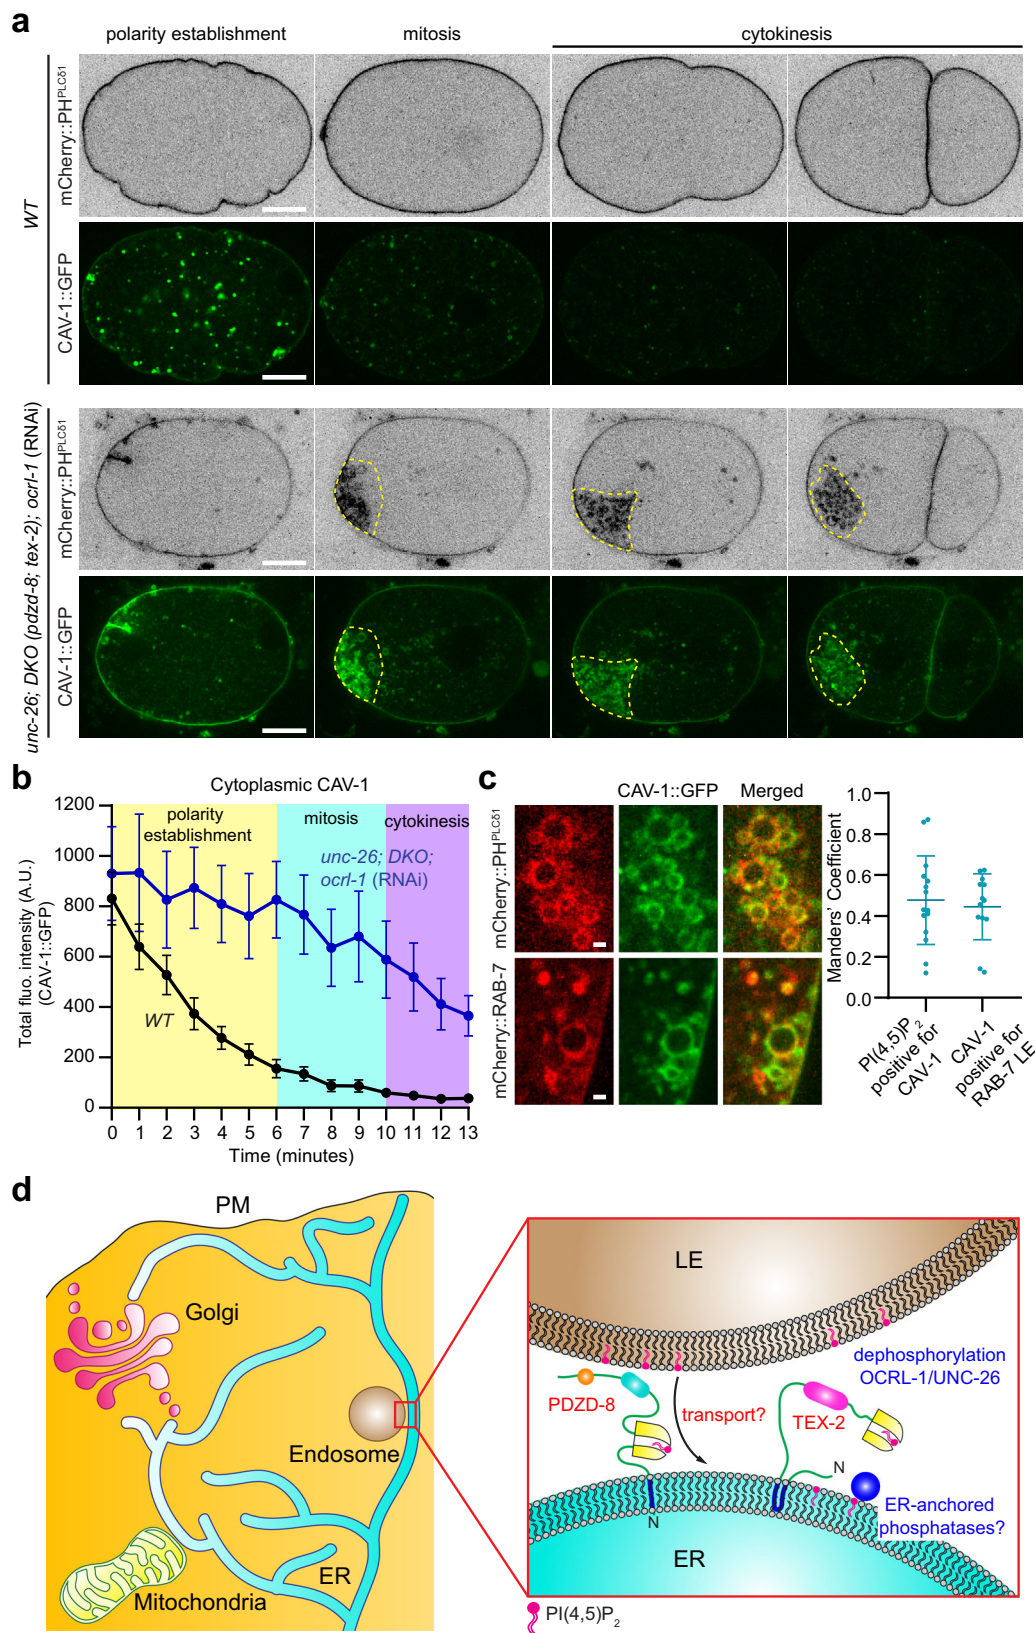 a
polarity establishment
mitosis
cytokinesis
WT
mCherry::PH^PLCδ1
CAV-1::GFP
unc-26; DKO (pdzd-8; tex-2); ocrl-1 (RNAi)
mCherry::PH^PLCδ1
CAV-1::GFP
b
Cytoplasmic CAV-1
Total fluo. intensity (A.U.)
(CAV-1::GFP)
1200
1000
800
600
400
200
0
polarity
establishment
mitosis
cytokinesis
unc-26; DKO;
ocrl-1 (RNAi)
WT
0 1 2 3 4 5 6 7 8 9 10 11 12 13
Time (minutes)
c
CAV-1::GFP
Merged
mCherry::PH^PLCδ1
mCherry::RAB-7
Manders' Coefficient
1.0
0.8
0.6
0.4
0.2
0.0
PI(4,5)P2
positive for
CAV-1
CAV-1
positive for
RAB-7 LE
d
PM
Golgi
Endosome
ER
Mitochondria
LE
PDZD-8
transport?
dephosphorylation
OCRL-1/UNC-26
TEX-2
N
N
ER-anchored
phosphatases?
ER
PI(4,5)P2